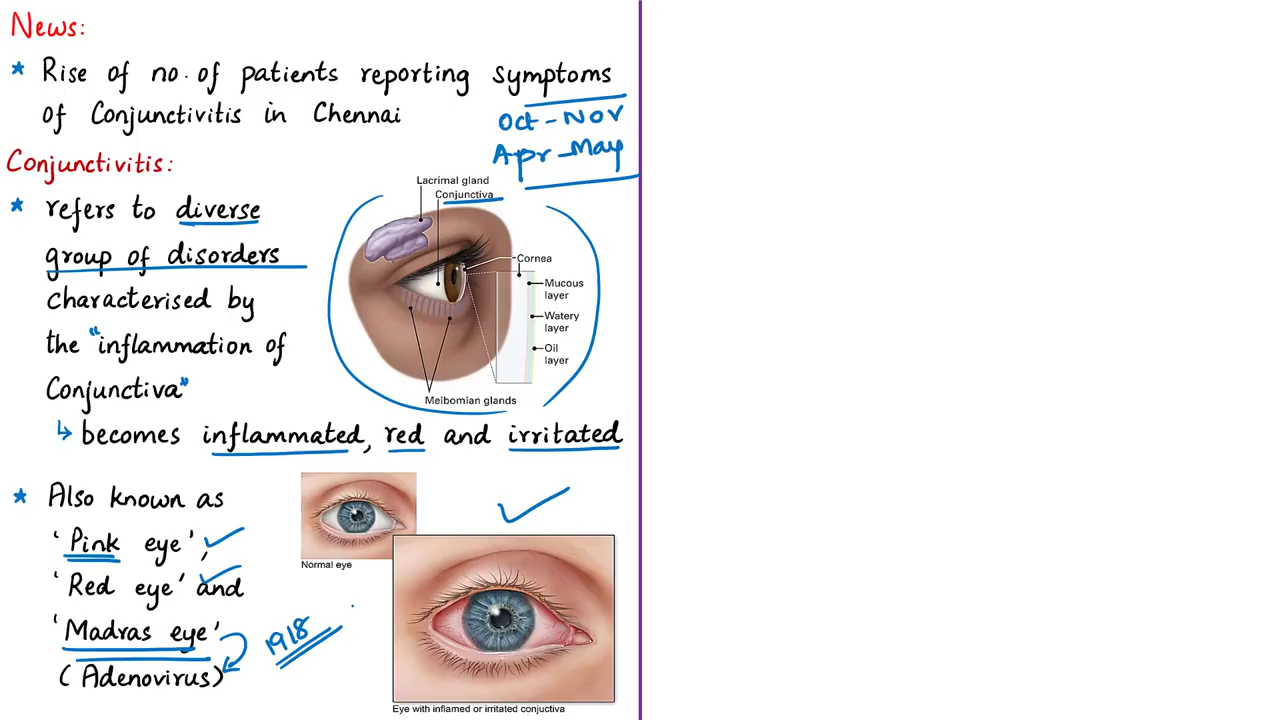 News:
* Rise of no. of patients reporting symptoms
of Conjunctivitis in Chennai
Oct - Nov
Apr - May
Conjunctivitis:
* refers to diverse
group of disorders
characterised by
the "inflammation of
Conjunctiva"
↳ becomes inflammated, red and irritated
Lacrimal gland
Conjunctiva
Cornea
Mucous
layer
Watery
layer
Oil
layer
Meibomian glands
* Also known as
'Pink eye',
'Red eye' and
'Madras eye'
(Adenovirus)
1918
Normal eye
Eye with inflamed or irritated conjuctiva